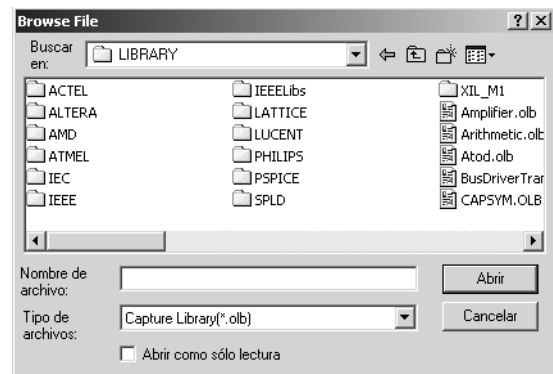 Browse File
Buscar en:
LIBRARY
ACTEL
ALTERA
AMD
ATMEL
IEC
IEEE
IEEELibs
LATTICE
LUCENT
PHILIPS
PSPICE
SPLD
XIL_M1
Amplifier.olb
Arithmetic.olb
Atod.olb
BusDriverTran
CAPSYM.OLB
Nombre de archivo:
Abrir
Tipo de archivos:
Capture Library(*.olb)
Cancelar
Abrir como sólo lectura